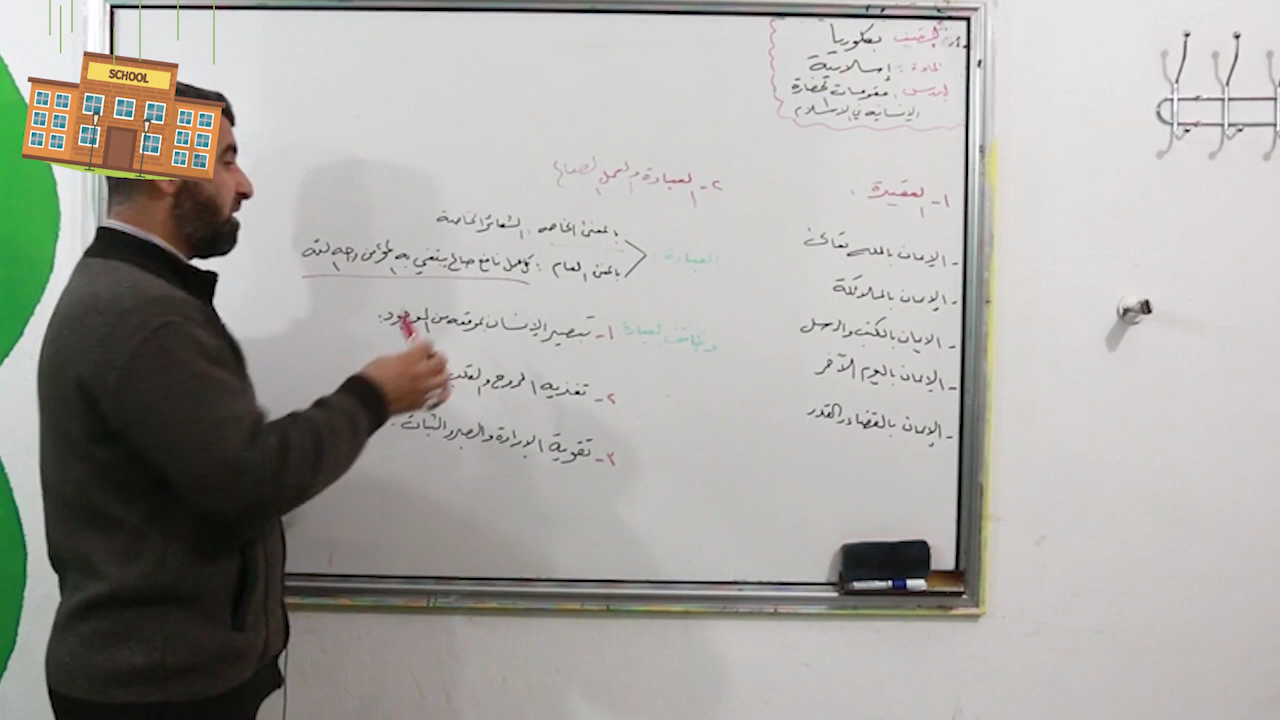 SCHOOL
الصف: بكالوريا
المادة: إسلامية
الدرس: مقومات الحضارة
الإنسانية في الإسلام
١- العقيدة:
- الإيمان بالله تعالى
- الإيمان بالملائكة
- الإيمان بالكتب والرسل
- الإيمان باليوم الآخر
- الإيمان بالقضاء والقدر
٢- العبادة والعمل الصالح
العبادة:
بالمعنى الخاص: الشعائر الخاصة
بالمعنى العام: كل عمل نافع صالح يبتغي به المؤمن وجه الله
وظائف العبادة
١- تبصير الإنسان بموقعه من الوجود:
٢- تغذية الروح والقلب
٣- تقوية الإرادة والصبر والثبات.